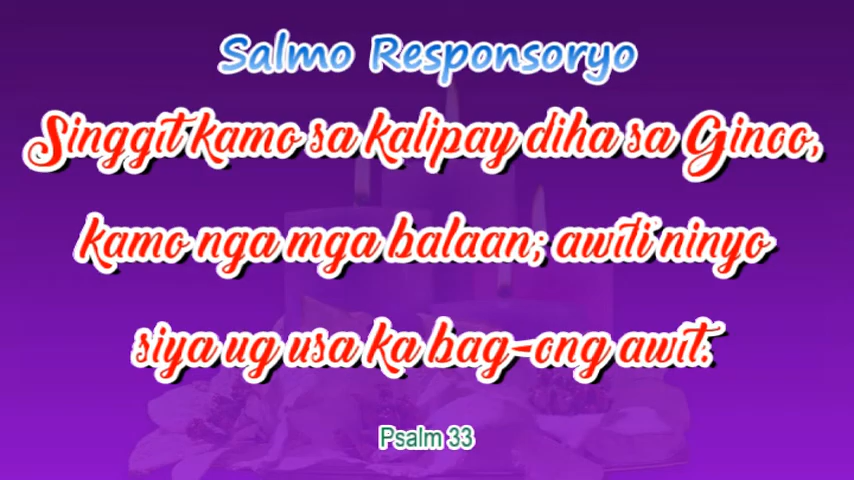 Salmo Responsoryo
Singgit kamo sa kalipay diha sa Ginoo,
kamo nga mga balaan; awiti ninyo
siya ug usa ka bag-ong awit.
Psalm 33